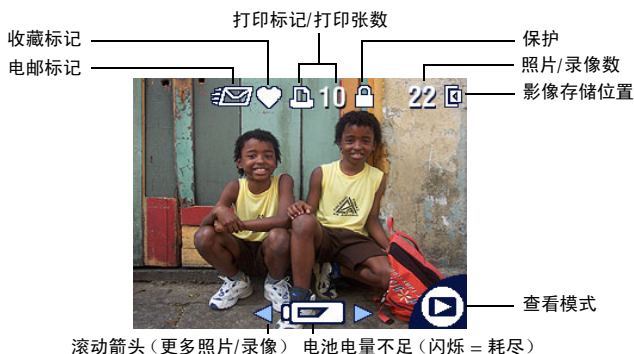 打印标记/打印张数
收藏标记
保护
电邮标记
照片/录像数
影像存储位置
10
22
查看模式
滚动箭头（更多照片/录像）
电池电量不足（闪烁 = 耗尽）